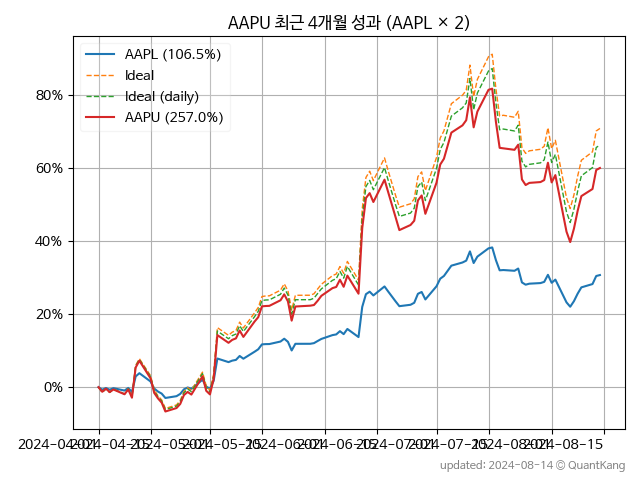 AAPU 최근 4개월 성과 (AAPL × 2)
AAPL (106.5%)
Ideal
Ideal (daily)
AAPU (257.0%)
80%
60%
40%
20%
0%
2024-04-01 2024-04-15 2024-05-01 2024-05-15 2024-06-01 2024-06-15 2024-07-01 2024-07-15 2024-08-01 2024-08-15
updated: 2024-08-14 © QuantKang